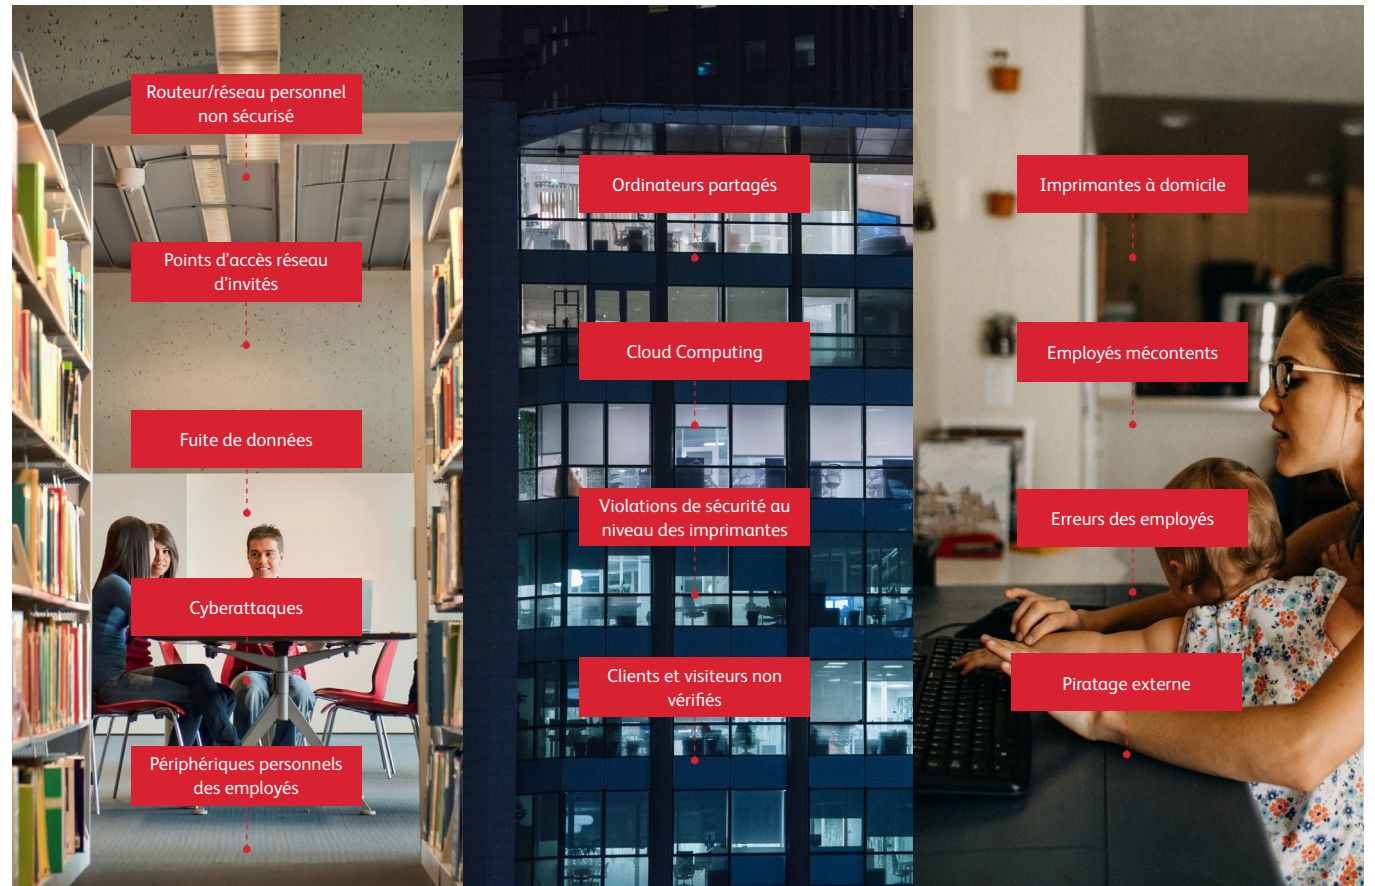 Routeur/réseau personnel
non sécurisé
Points d’accès réseau
d’invités
Fuite de données
Cyberattaques
Périphériques personnels
des employés
Ordinateurs partagés
Cloud Computing
Violations de sécurité au
niveau des imprimantes
Clients et visiteurs non
vérifiés
Imprimantes à domicile
Employés mécontents
Erreurs des employés
Piratage externe